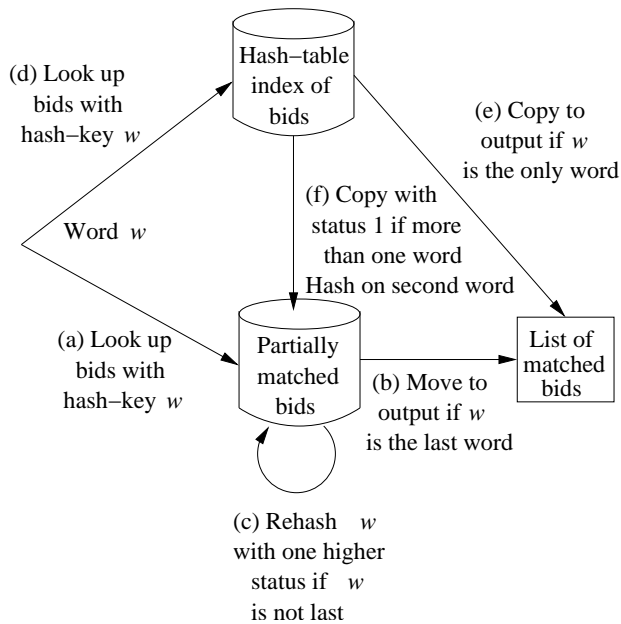 (d) Look up
bids with
hash−key w
Hash−table
index of
bids
(e) Copy to
output if w
is the only word
Word w
(f) Copy with
status 1 if more
than one word
Hash on second word
(a) Look up
bids with
hash−key w
Partially
matched
bids
List of
matched
bids
(b) Move to
output if w
is the last word
(c) Rehash w
with one higher
status if w
is not last